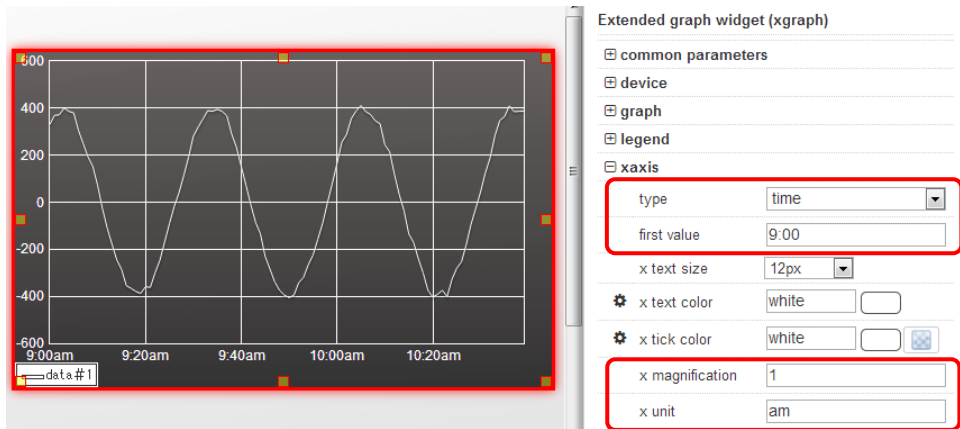 600
400
200
0
-200
-400
-600
9:00am 9:20am 9:40am 10:00am 10:20am
data#1
Extended graph widget (xgraph)
common parameters
device
graph
legend
xaxis
type time
first value 9:00
x text size 12px
x text color white
x tick color white
x magnification 1
x unit am